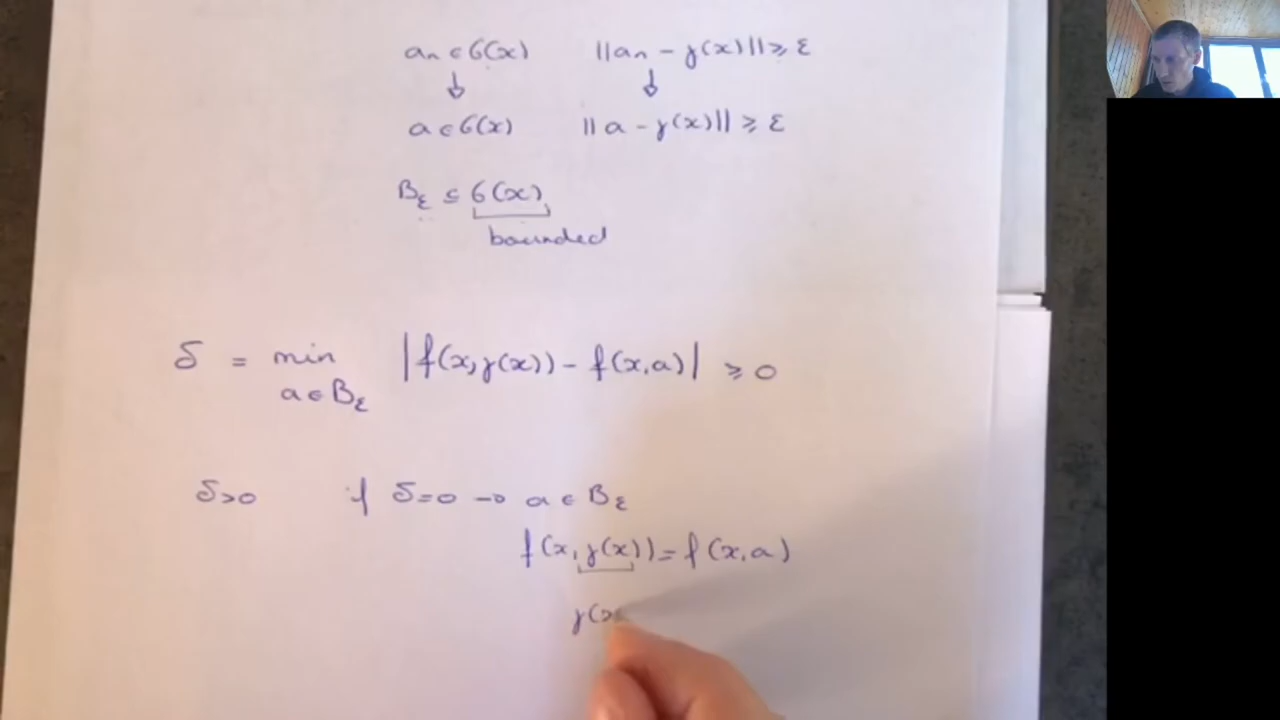 aₙ ∈ G(x)    ||aₙ - y(x)|| ≥ ε
↓    ↓
a ∈ G(x)    || a - y(x)|| ≥ ε
B_ε ⊆ G(x)
bounded
δ = min |f(x,y(x)) - f(x,a)| ≥ 0
a ∈ B_ε
δ>0    if δ=0 → a ∈ B_ε
f(x,y(x)) = f(x,a)
y(x